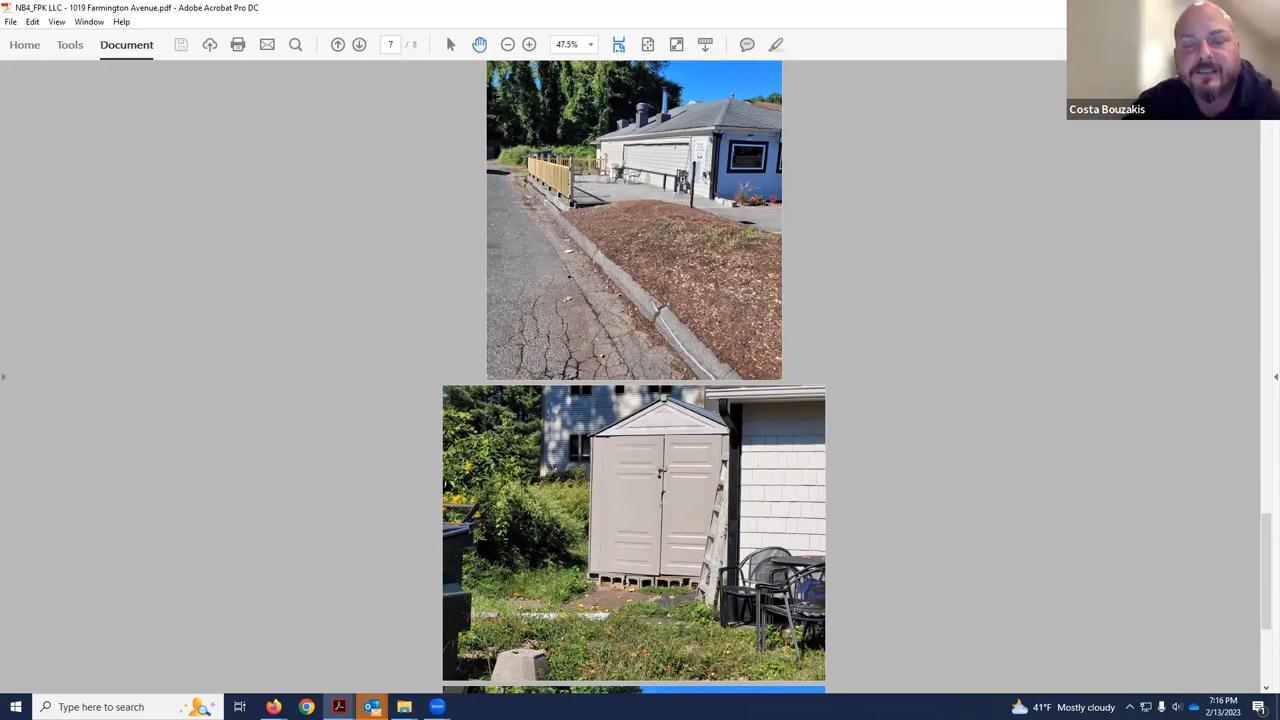 NB4_FPK LLC - 1019 Farmington Avenue.pdf - Adobe Acrobat Pro DC
File Edit View Window Help
Home Tools Document
7 / 8
47.5%
Costa Bouzakis
Type here to search
41°F Mostly cloudy
7:16 PM
2/13/2023
1